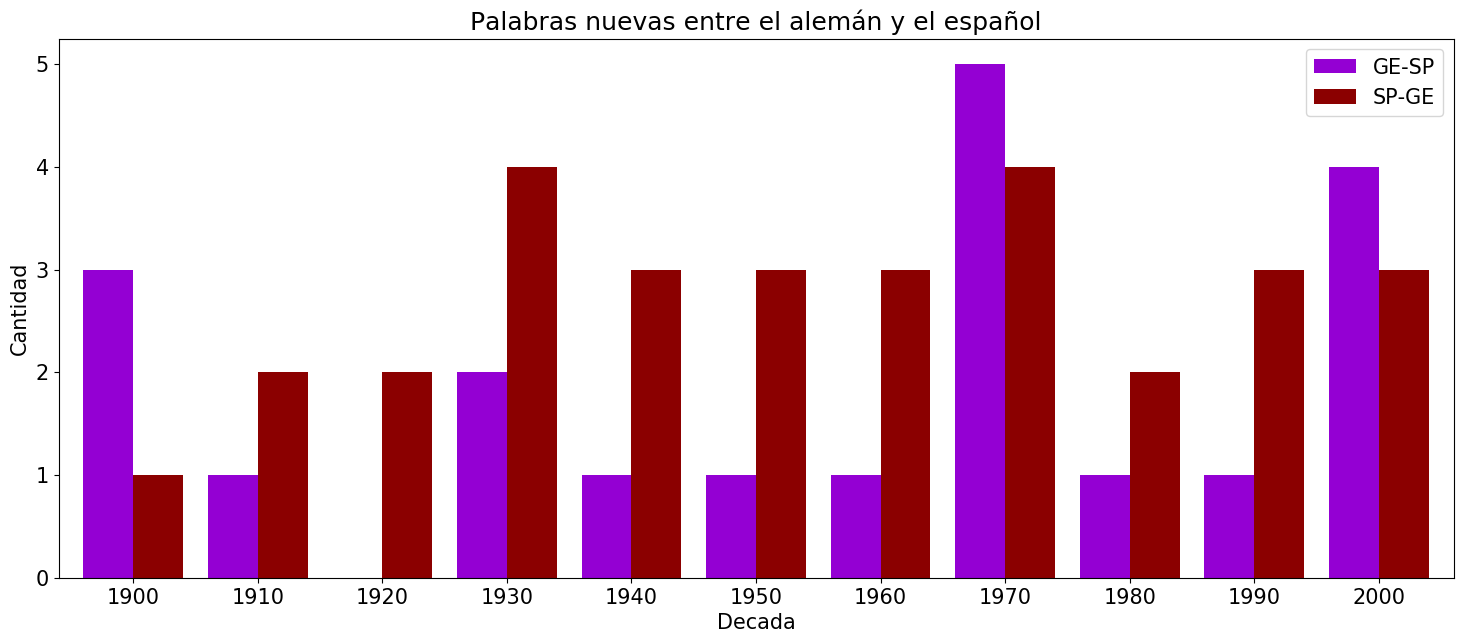 Palabras nuevas entre el alemán y el español
GE-SP
SP-GE
Cantidad
5
4
3
2
1
0
1900 1910 1920 1930 1940 1950 1960 1970 1980 1990 2000
Decada